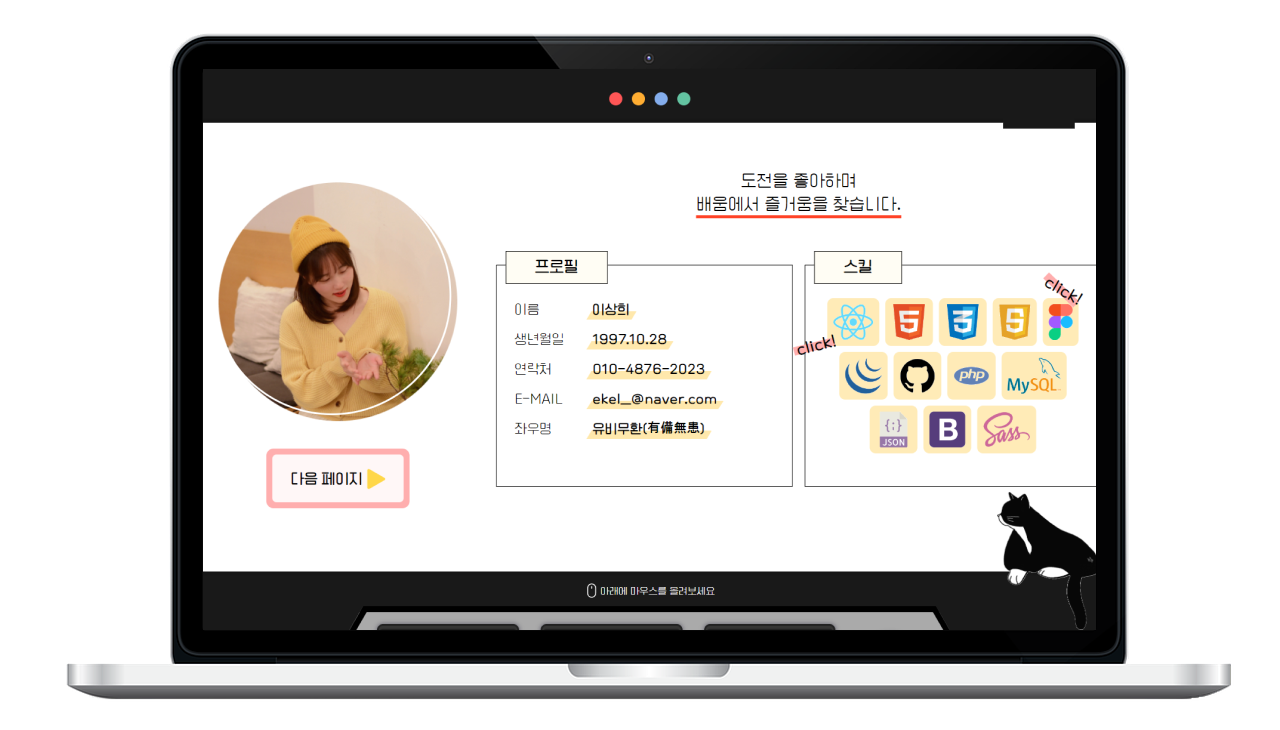 도전을 좋아하며
배움에서 즐거움을 찾습니다.
프로필
이름 이상희
생년월일 1997.10.28
연락처 010-4876-2023
E-MAIL ekel_@naver.com
좌우명 유비무환(有備無患)
다음 페이지
스킬
click!
click!
5
3
php
MySQL
{;}
JSON
B
Sass
아래에 마우스를 올려보세요